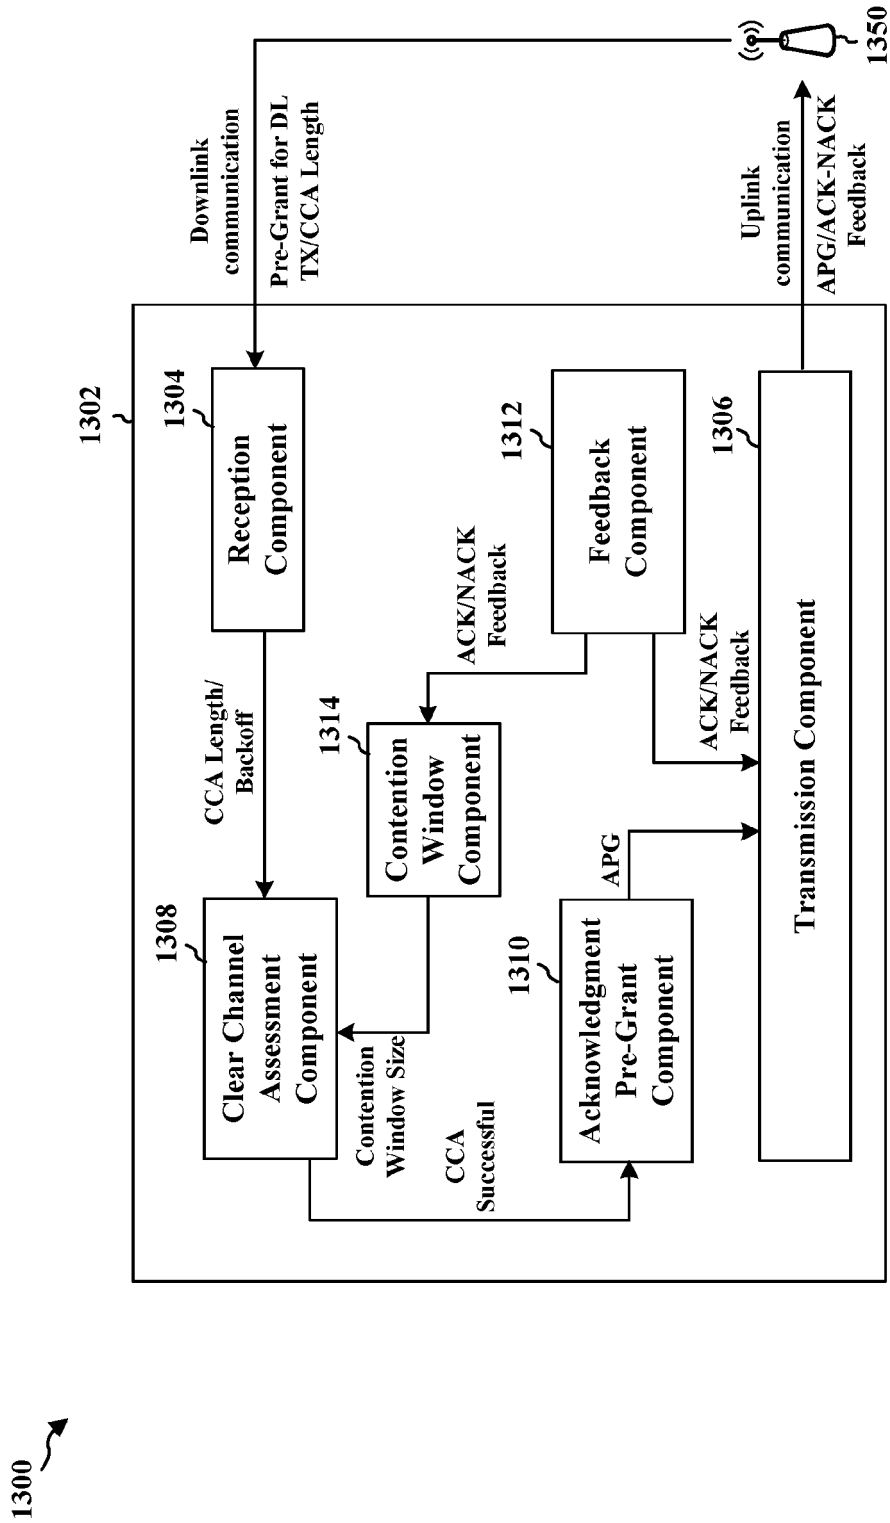 1300
1302
Downlink
communication
Pre-Grant for DL
TX/CCA Length
1304
Reception
Component
CCA Length/
Backoff
1308
Clear Channel
Assessment
Component
Contention
Window Size
CCA
Successful
1314
Contention
Window
Component
ACK/NACK
Feedback
1312
Feedback
Component
ACK/NACK
Feedback
1310
Acknowledgment
Pre-Grant
Component
APG
1306
Transmission Component
Uplink
communication
APG/ACK-NACK
Feedback
1350